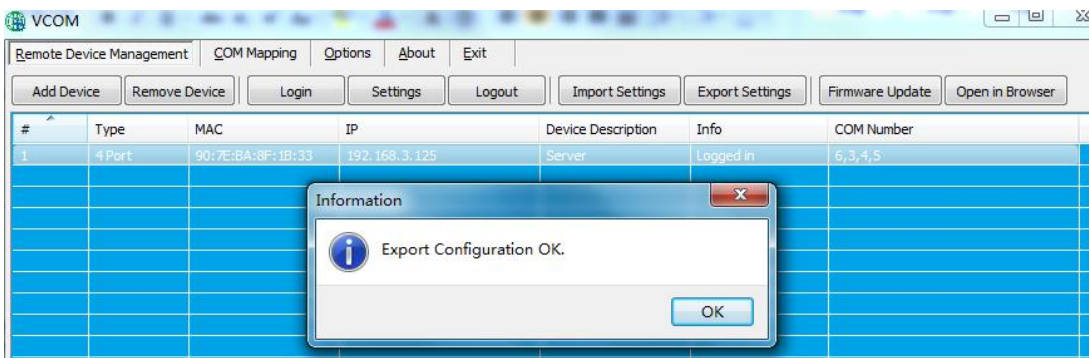 VCOM
Remote Device Management COM Mapping Options About Exit
Add Device Remove Device Login Settings Logout Import Settings Export Settings Firmware Update Open in Browser
# Type MAC IP Device Description Info COM Number
1 4 Port 90:7E:BA:8F:1B:33 192.168.3.125 Server Logged in 6,3,4,5
Information
Export Configuration OK.
OK